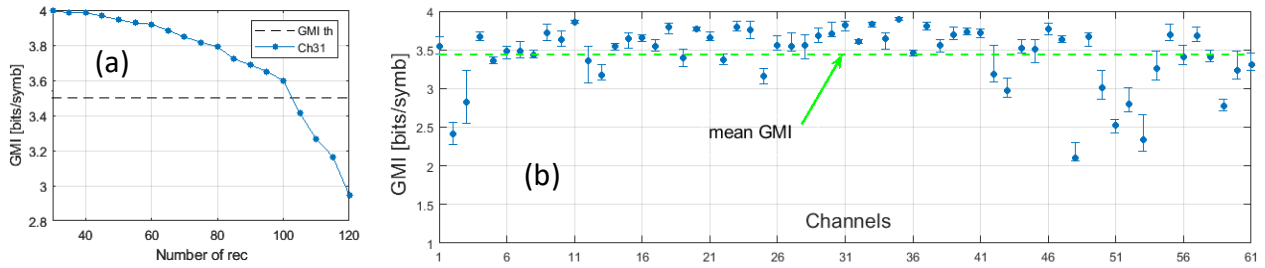 GMI [bits/symb]
4
3.8
3.6
3.4
3.2
3
2.8
(a)
GMI th
Ch31
40 60 80 100 120
Number of rec
GMI [bits/symb]
4
3.5
3
2.5
2
1.5
1
mean GMI
(b)
Channels
1 6 11 16 21 26 31 36 41 46 51 56 61